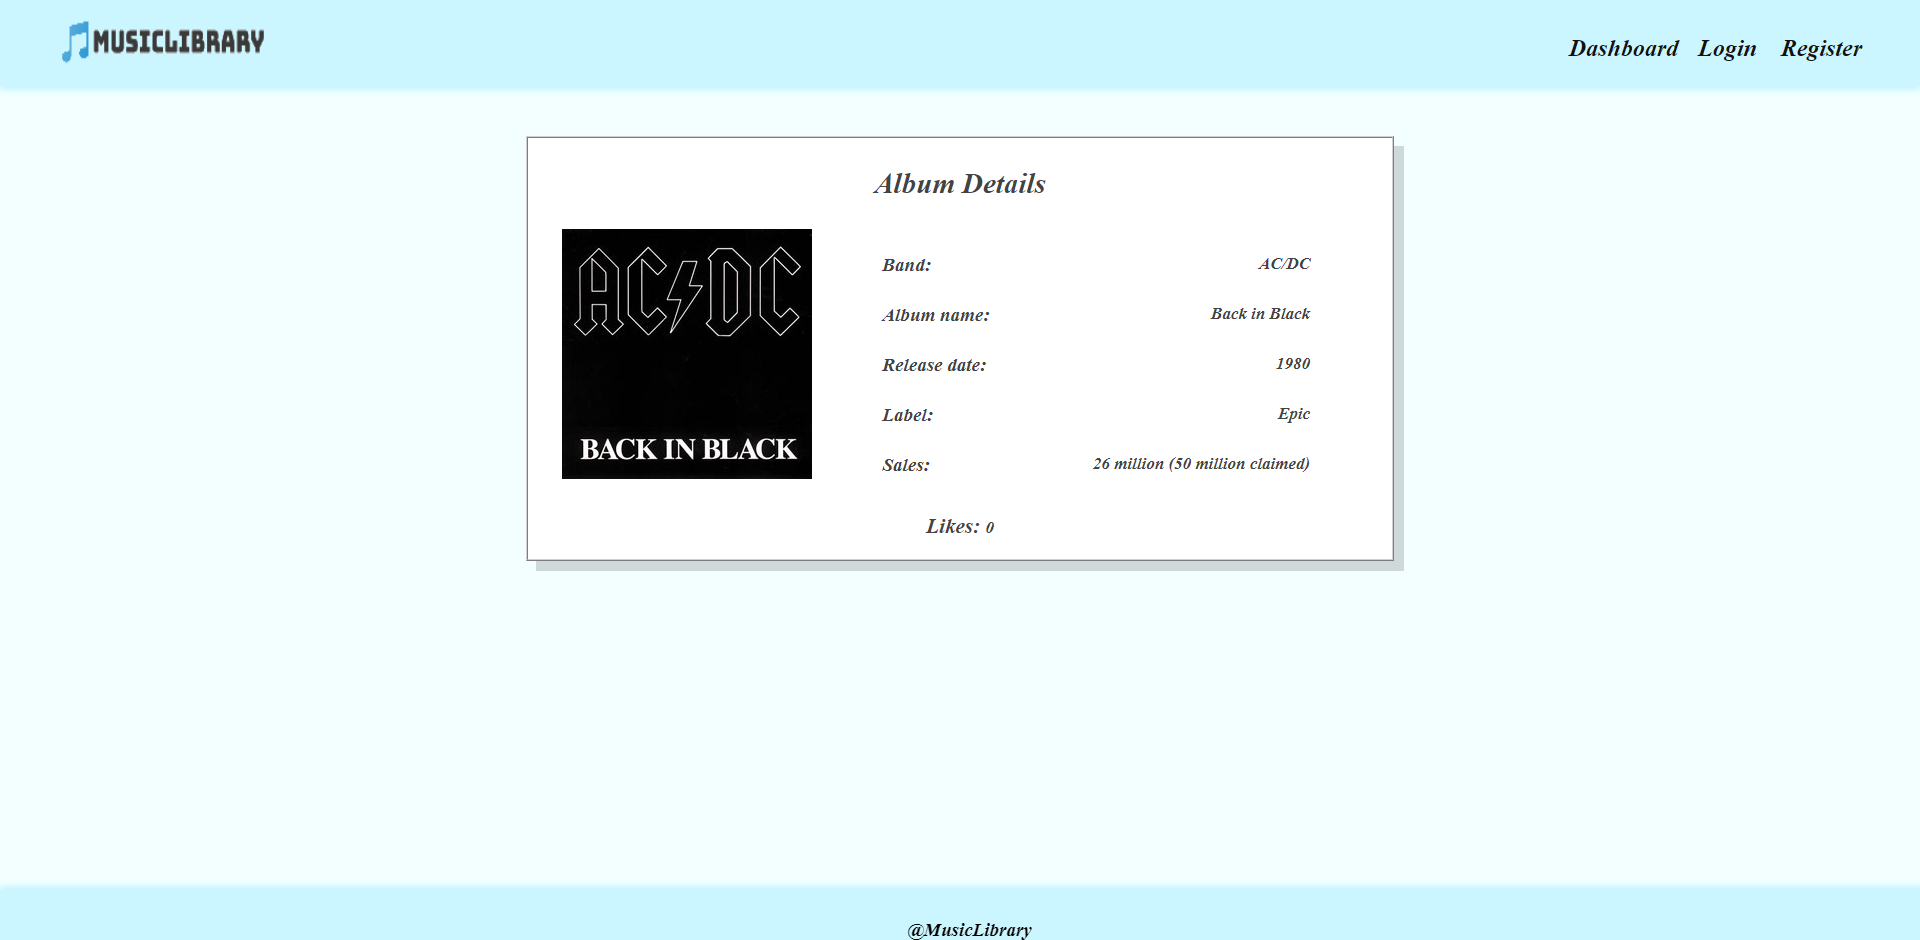 MUSICLIBRARY
Dashboard Login Register
Album Details
AC/DC
BACK IN BLACK
Band: AC/DC
Album name: Back in Black
Release date: 1980
Label: Epic
Sales: 26 million (50 million claimed)
Likes: 0
@MusicLibrary